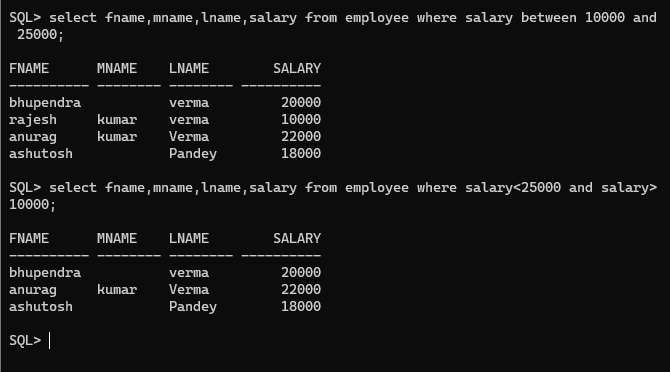 SQL> select fname,mname,lname,salary from employee where salary between 10000 and
 25000;
FNAME      MNAME    LNAME        SALARY
---------- -------- -------- ----------
bhupendra           verma         20000
rajesh     kumar    verma         10000
anurag     kumar    Verma         22000
ashutosh            Pandey        18000
SQL> select fname,mname,lname,salary from employee where salary<25000 and salary>
10000;
FNAME      MNAME    LNAME        SALARY
---------- -------- -------- ----------
bhupendra           verma         20000
anurag     kumar    Verma         22000
ashutosh            Pandey        18000
SQL>